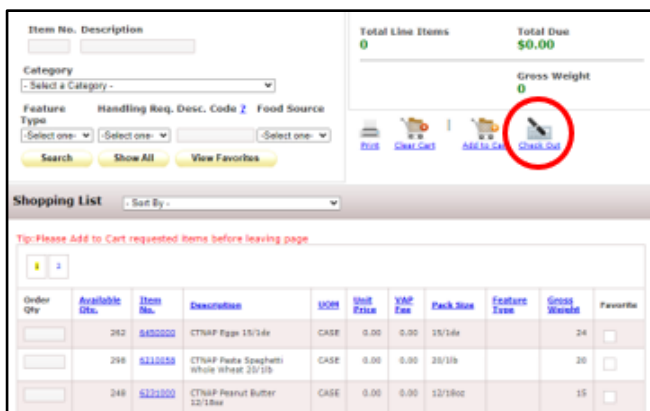 Item No. Description
Category
- Select a Category -
Feature Type
Handling Req. Desc. Code ? Food Source
-Select one- -Select one- -Select one-
Search Show All View Favorites
Total Line Items Total Due
0 $0.00
Gross Weight
0
Print Clear Cart Add to Cart Check Out
Shopping List - Sort By -
Tip:Please Add to Cart requested items before leaving page
1 2
Order Qty Available Qty. Item No. Description UOM Unit Price VAP Fee Pack Size Feature Type Gross Weight Favorite
262 6450000 CTNAP Eggs 15/1dz CASE 0.00 0.00 15/1dz 24
298 6210058 CTNAP Pasta Spaghetti Whole Wheat 20/1lb CASE 0.00 0.00 20/1lb 20
248 6221000 CTNAP Peanut Butter 12/18oz CASE 0.00 0.00 12/18oz 15